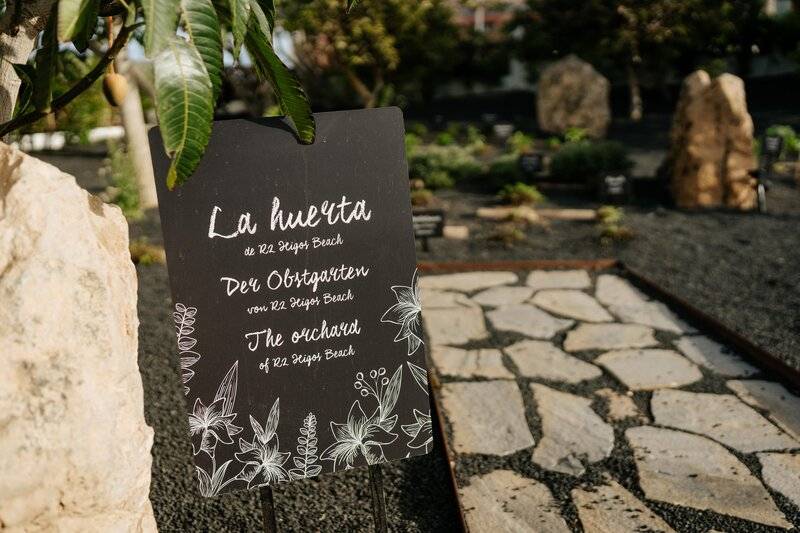 La huerta
de R2 Higos Beach
Der Obstgarten
von R2 Higos Beach
The orchard
of R2 Higos Beach